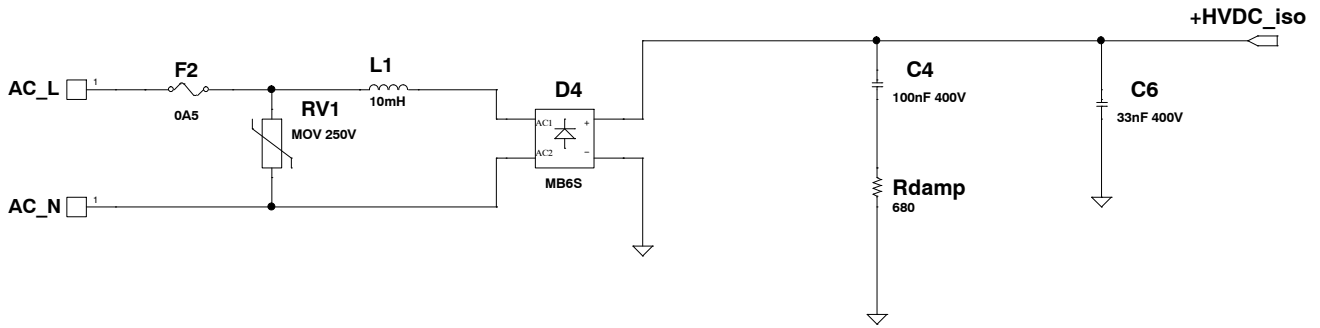 +HVDC_iso
AC_L
1
F2
0A5
L1
10mH
RV1
MOV 250V
D4
AC1
+
AC2
−
MB6S
C4
100nF 400V
C6
33nF 400V
Rdamp
680
AC_N
1